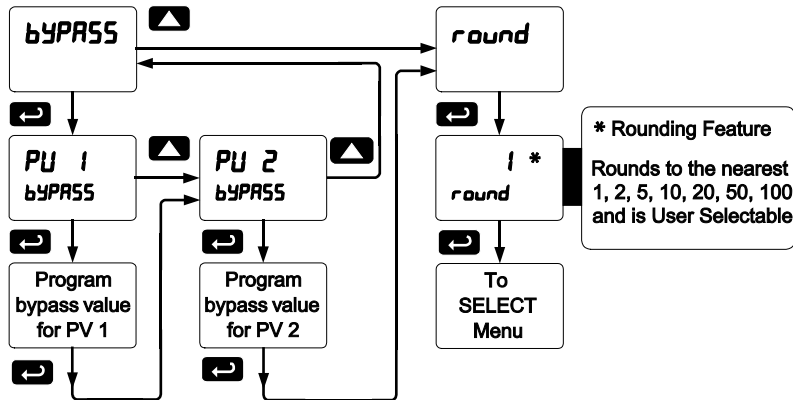 bYPASS
round
PV 1
bYPASS
PV 2
bYPASS
1 *
round
* Rounding Feature
Rounds to the nearest
1, 2, 5, 10, 20, 50, 100
and is User Selectable
Program
bypass value
for PV 1
Program
bypass value
for PV 2
To
SELECT
Menu